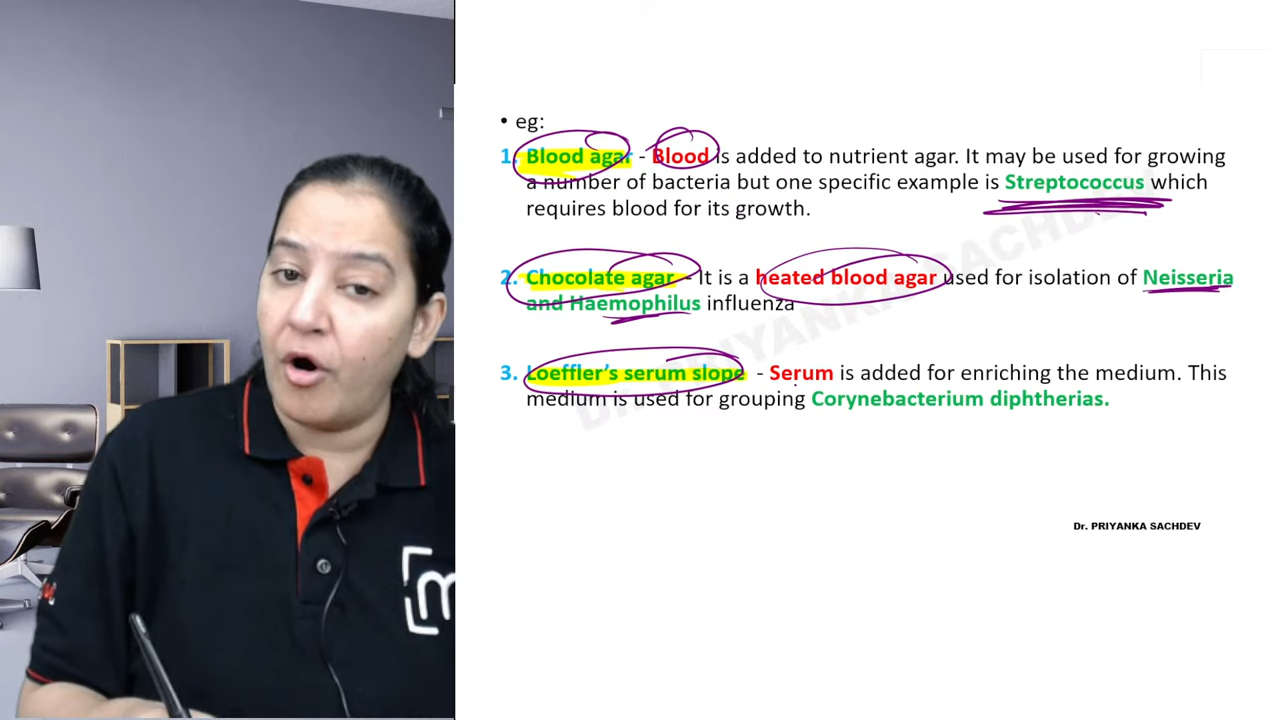 • eg:
1. Blood agar - Blood is added to nutrient agar. It may be used for growing
a number of bacteria but one specific example is Streptococcus which
requires blood for its growth.
2. Chocolate agar - It is a heated blood agar used for isolation of Neisseria
and Haemophilus influenza
3. Loeffler's serum slope - Serum is added for enriching the medium. This
medium is used for grouping Corynebacterium diphtherias.
DR. PRIYANKA SACHDEV
Dr. PRIYANKA SACHDEV